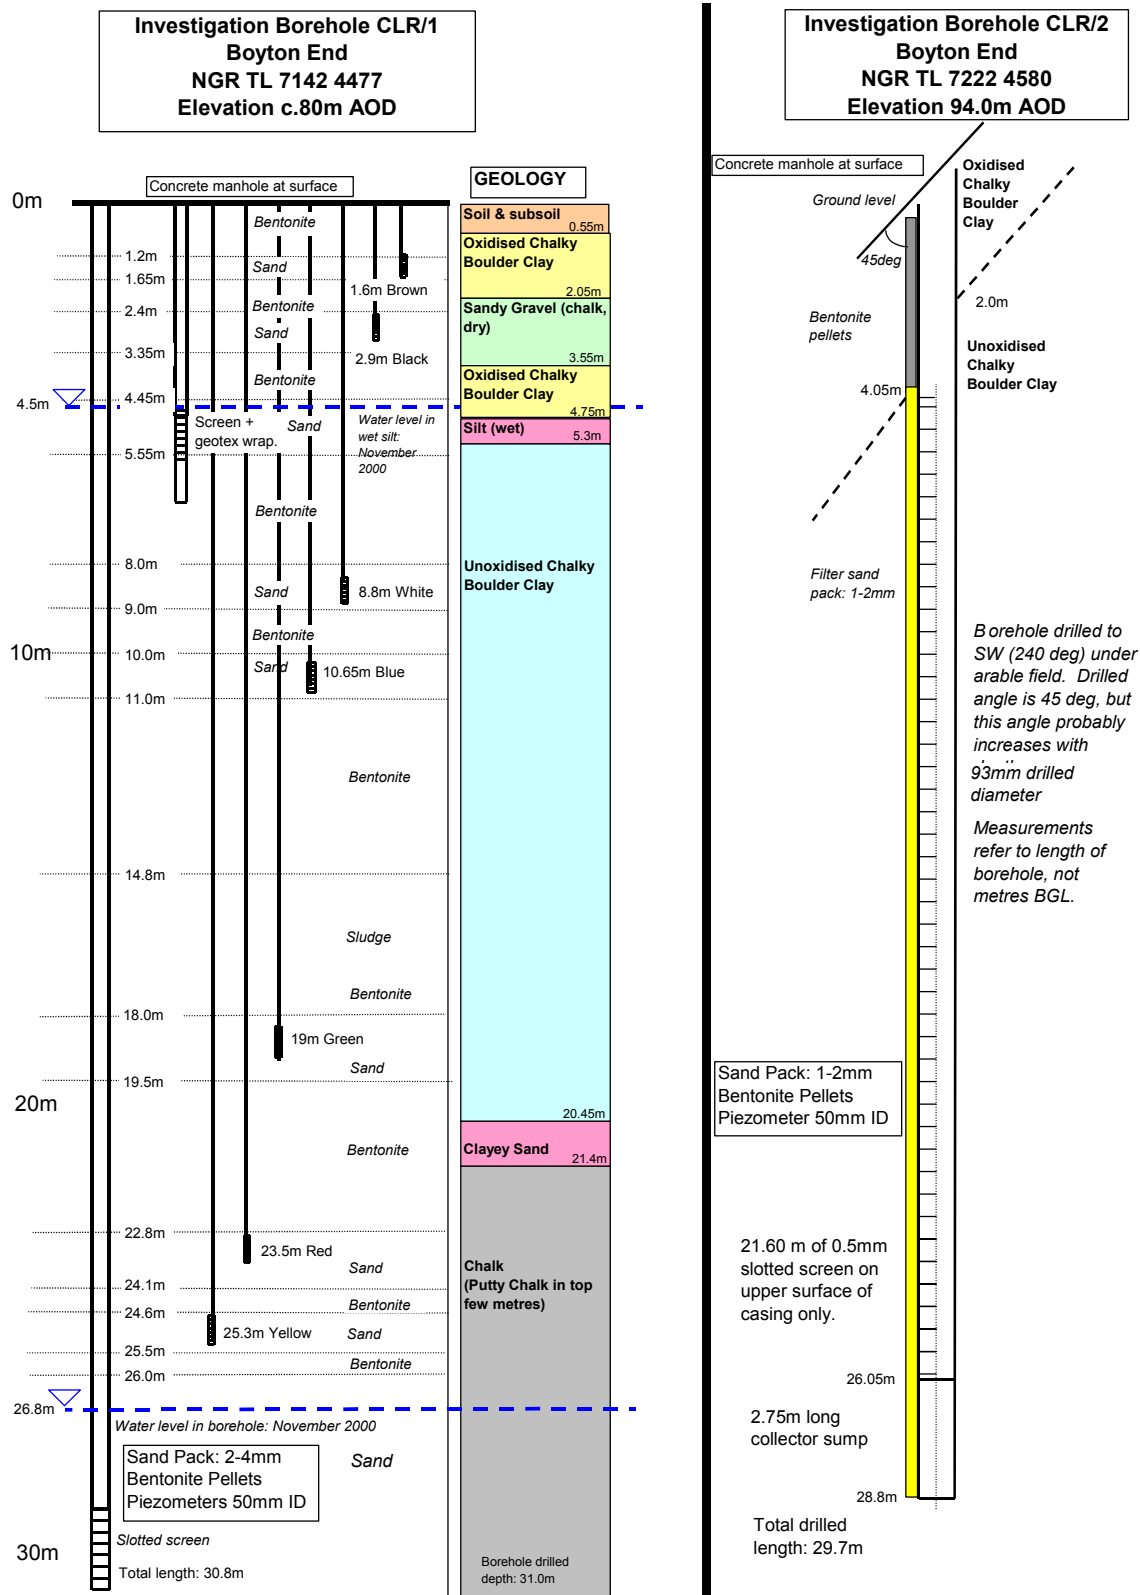 Investigation Borehole CLR/1
Boyton End
NGR TL 7142 4477
Elevation c.80m AOD
Concrete manhole at surface
GEOLOGY
0m
Bentonite
Soil & subsoil
0.55m
Oxidised Chalky
Boulder Clay
1.2m
Sand
1.65m
1.6m Brown
2.05m
Bentonite
2.4m
Sandy Gravel (chalk,
dry)
Sand
3.35m
2.9m Black
3.55m
Bentonite
Oxidised Chalky
Boulder Clay
4.45m
4.5m
4.75m
Screen +
geotex wrap.
Sand
Water level in
wet silt:
November
2000
Silt (wet)
5.3m
5.55m
Bentonite
8.0m
Unoxidised Chalky
Boulder Clay
Sand
8.8m White
9.0m
Bentonite
10m
10.0m
Sand
10.65m Blue
11.0m
Bentonite
14.8m
Sludge
Bentonite
18.0m
19m Green
Sand
19.5m
20m
20.45m
Bentonite
Clayey Sand
21.4m
22.8m
23.5m Red
Sand
Chalk
(Putty Chalk in top
few metres)
24.1m
24.6m
Bentonite
25.3m Yellow
Sand
25.5m
Bentonite
26.0m
26.8m
Water level in borehole: November 2000
Sand Pack: 2-4mm
Bentonite Pellets
Piezometers 50mm ID
Sand
Slotted screen
30m
Total length: 30.8m
Borehole drilled
depth: 31.0m
Investigation Borehole CLR/2
Boyton End
NGR TL 7222 4580
Elevation 94.0m AOD
Concrete manhole at surface
Oxidised
Chalky
Boulder
Clay
Ground level
45deg
2.0m
Bentonite
pellets
Unoxidised
Chalky
Boulder Clay
4.05m
Filter sand
pack: 1-2mm
Borehole drilled to
SW (240 deg) under
arable field. Drilled
angle is 45 deg, but
this angle probably
increases with
93mm drilled
diameter
Measurements
refer to length of
borehole, not
metres BGL.
Sand Pack: 1-2mm
Bentonite Pellets
Piezometer 50mm ID
21.60 m of 0.5mm
slotted screen on
upper surface of
casing only.
26.05m
2.75m long
collector sump
28.8m
Total drilled
length: 29.7m